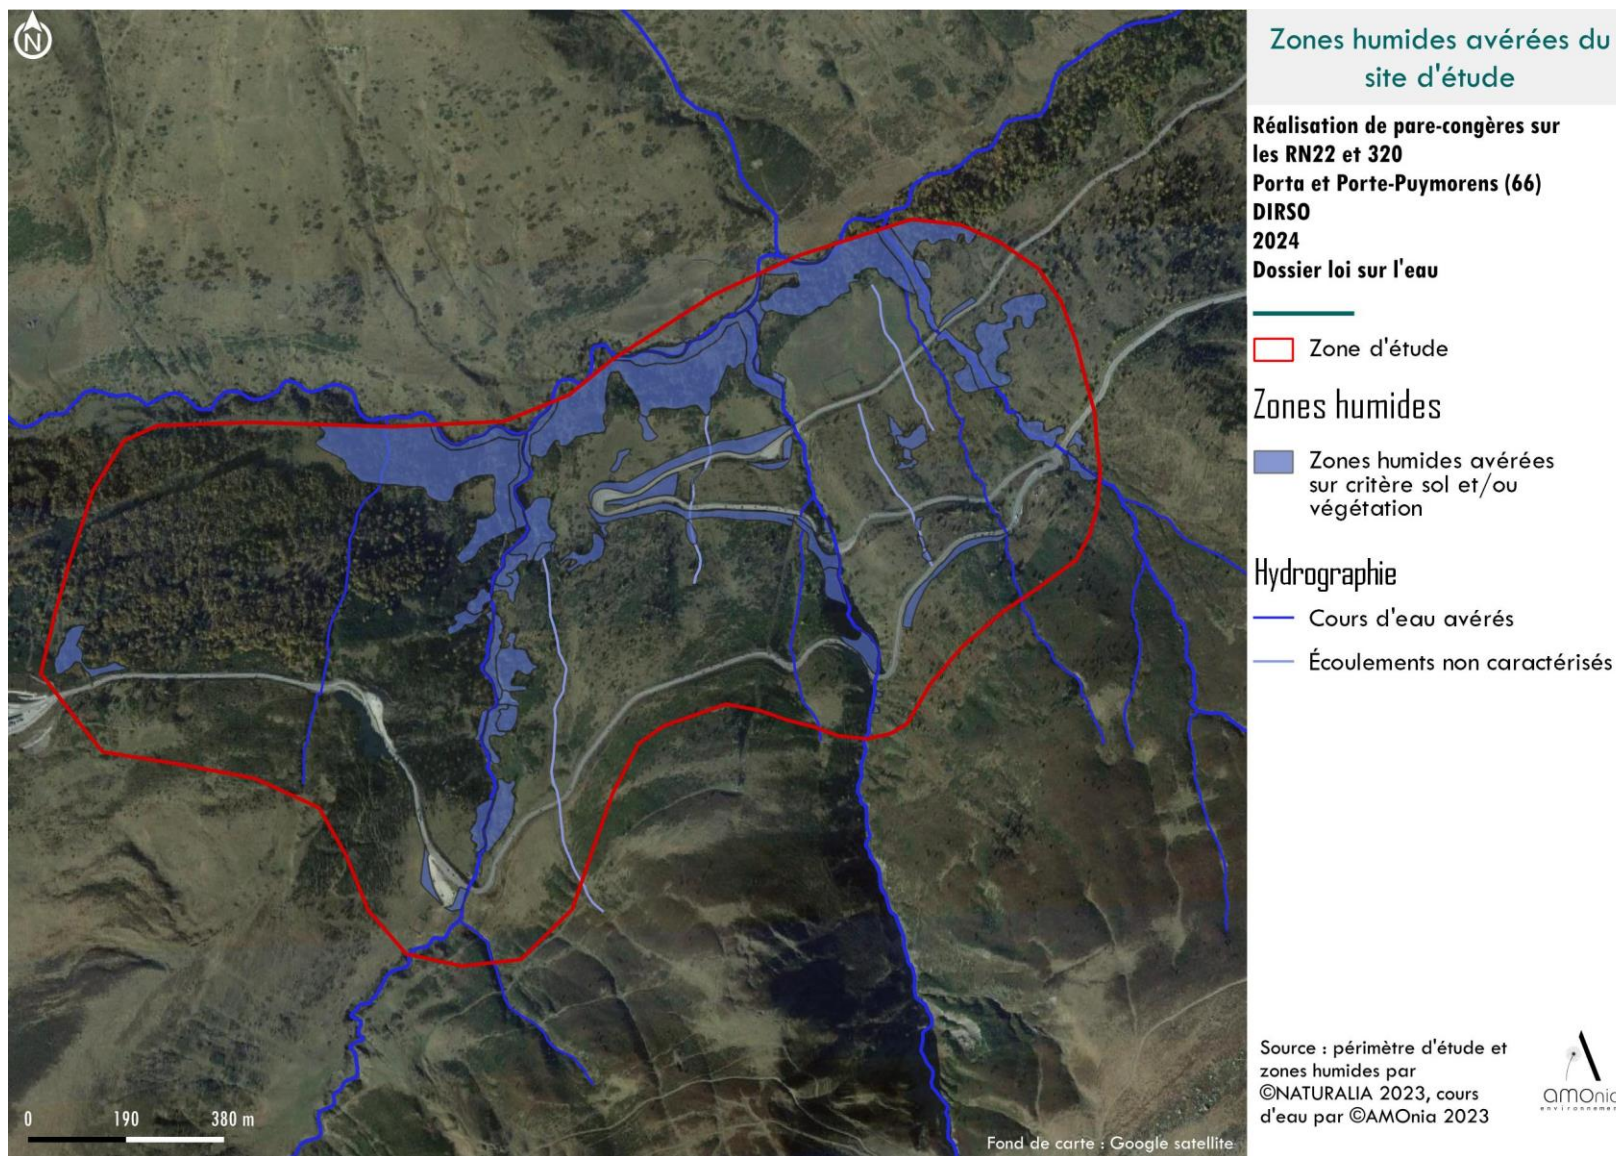 N
Zones humides avérées du
site d'étude
Réalisation de pare-congères sur
les RN22 et 320
Porta et Porte-Puymorens (66)
DIRSO
2024
Dossier loi sur l'eau
Zone d'étude
Zones humides
Zones humides avérées
sur critère sol et/ou
végétation
Hydrographie
Cours d'eau avérés
Écoulements non caractérisés
Source : périmètre d'étude et
zones humides par
©NATURALIA 2023, cours
d'eau par ©AMOnia 2023
amonia
environnement
0 190 380 m
Fond de carte : Google satellite